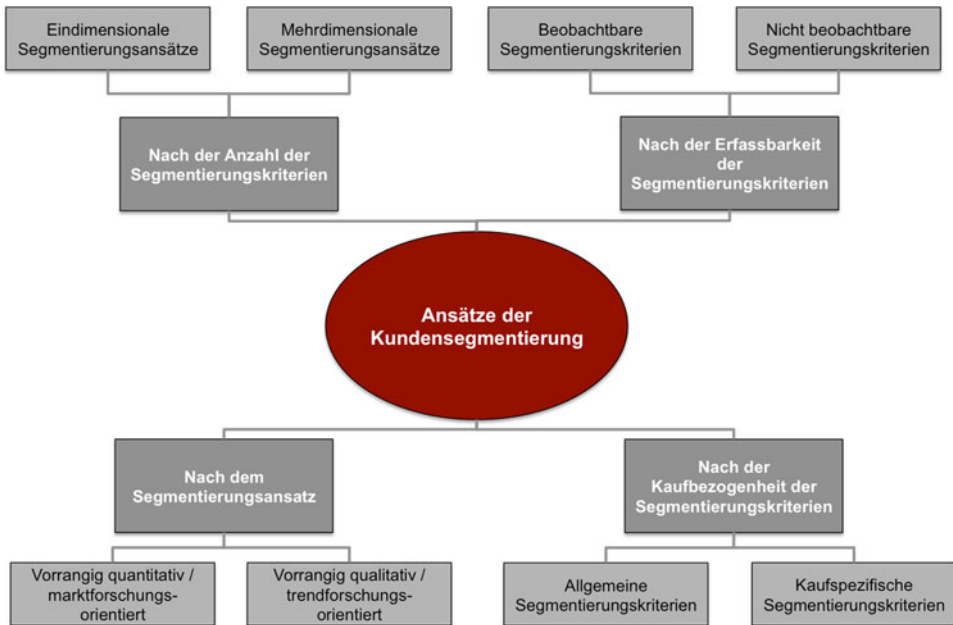 Eindimensionale
Segmentierungsansätze
Mehrdimensionale
Segmentierungsansätze
Beobachtbare
Segmentierungskriterien
Nicht beobachtbare
Segmentierungskriterien
Nach der Anzahl der
Segmentierungskriterien
Nach der Erfassbarkeit
der
Segmentierungskriterien
Ansätze der
Kundensegmentierung
Nach dem
Segmentierungsansatz
Nach der
Kaufbezogenheit der
Segmentierungskriterien
Vorrangig quantitativ /
marktforschungs-
orientiert
Vorrangig qualitativ /
trendforschungs-
orientiert
Allgemeine
Segmentierungskriterien
Kaufspezifische
Segmentierungskriterien